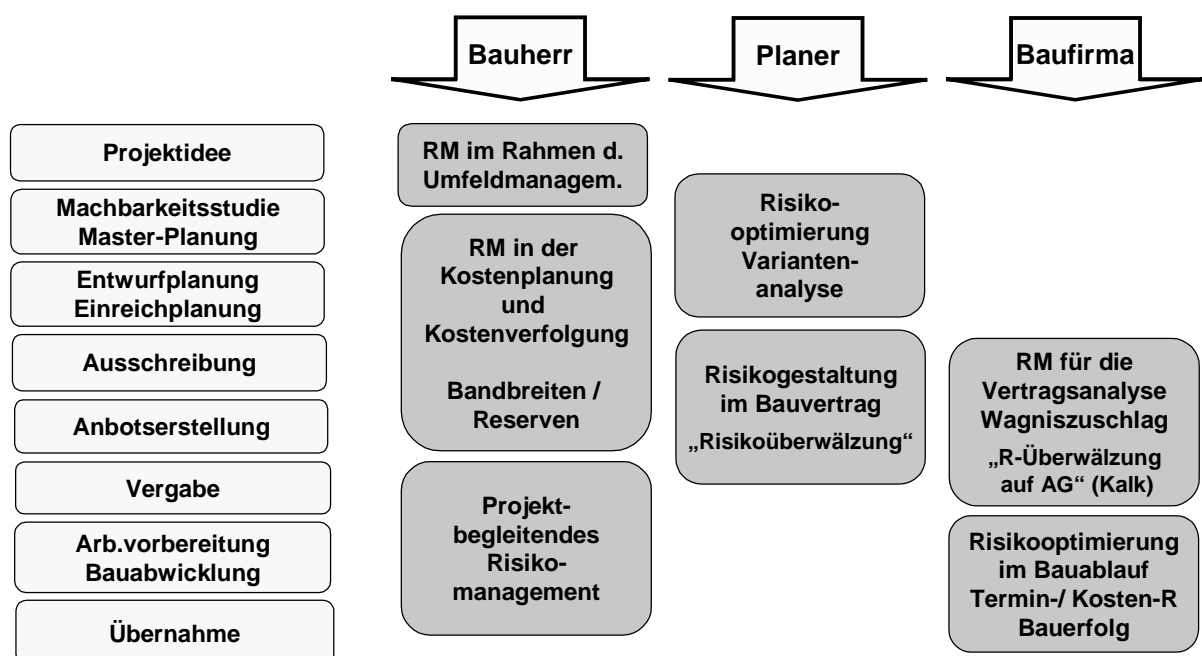 Bauherr
Planer
Baufirma
Projektidee
Machbarkeitsstudie
Master-Planung
Entwurfplanung
Einreichplanung
Ausschreibung
Anbotserstellung
Vergabe
Arb.vorbereitung
Bauabwicklung
Übernahme
RM im Rahmen d.
Umfeldmanagem.
RM in der
Kostenplanung
und
Kostenverfolgung
Bandbreiten /
Reserven
Projekt-
begleitendes
Risiko-
management
Risiko-
optimierung
Varianten-
analyse
Risikogestaltung
im Bauvertrag
„Risikoüberwälzung“
RM für die
Vertragsanalyse
Wagniszuschlag
„R-Überwälzung
auf AG“ (Kalk)
Risikooptimierung
im Bauablauf
Termin-/ Kosten-R
Bauerfolg